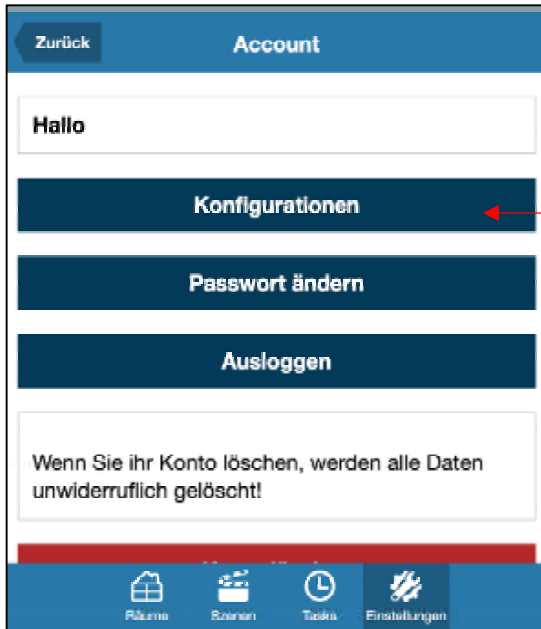 Zurück
Account
Hallo
Konfigurationen
Passwort ändern
Ausloggen
Wenn Sie ihr Konto löschen, werden alle Daten
unwiderruflich gelöscht!
Räume
Szenen
Tasks
Einstellungen